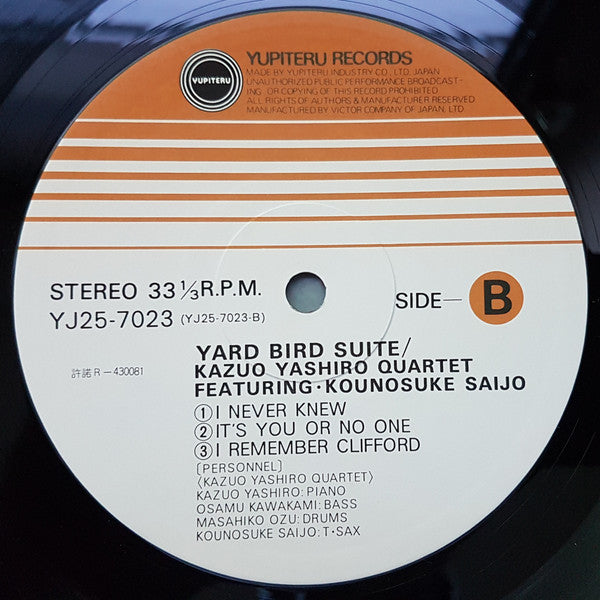 YUPITERU
YUPITERU RECORDS
MADE BY YUPITERU INDUSTRY CO., LTD. JAPAN
UNAUTHORIZED PUBLIC PERFORMANCE BROADCAST-
ING OR COPYING OF THIS RECORD PROHIBITED
ALL RIGHTS OF AUTHORS & MANUFACTURER RESERVED
MANUFACTURED BY VICTOR COMPANY OF JAPAN, LTD
STEREO 33 1/3 R.P.M.
YJ25-7023 (YJ25-7023-B)
SIDE—B
許諾 R-430081
YARD BIRD SUITE/
KAZUO YASHIRO QUARTET
FEATURING・KOUNOSUKE SAIJO
①I NEVER KNEW
②IT'S YOU OR NO ONE
③I REMEMBER CLIFFORD
[PERSONNEL]
〈KAZUO YASHIRO QUARTET〉
KAZUO YASHIRO:PIANO
OSAMU KAWAKAMI:BASS
MASAHIKO OZU:DRUMS
KOUNOSUKE SAIJO:T・SAX